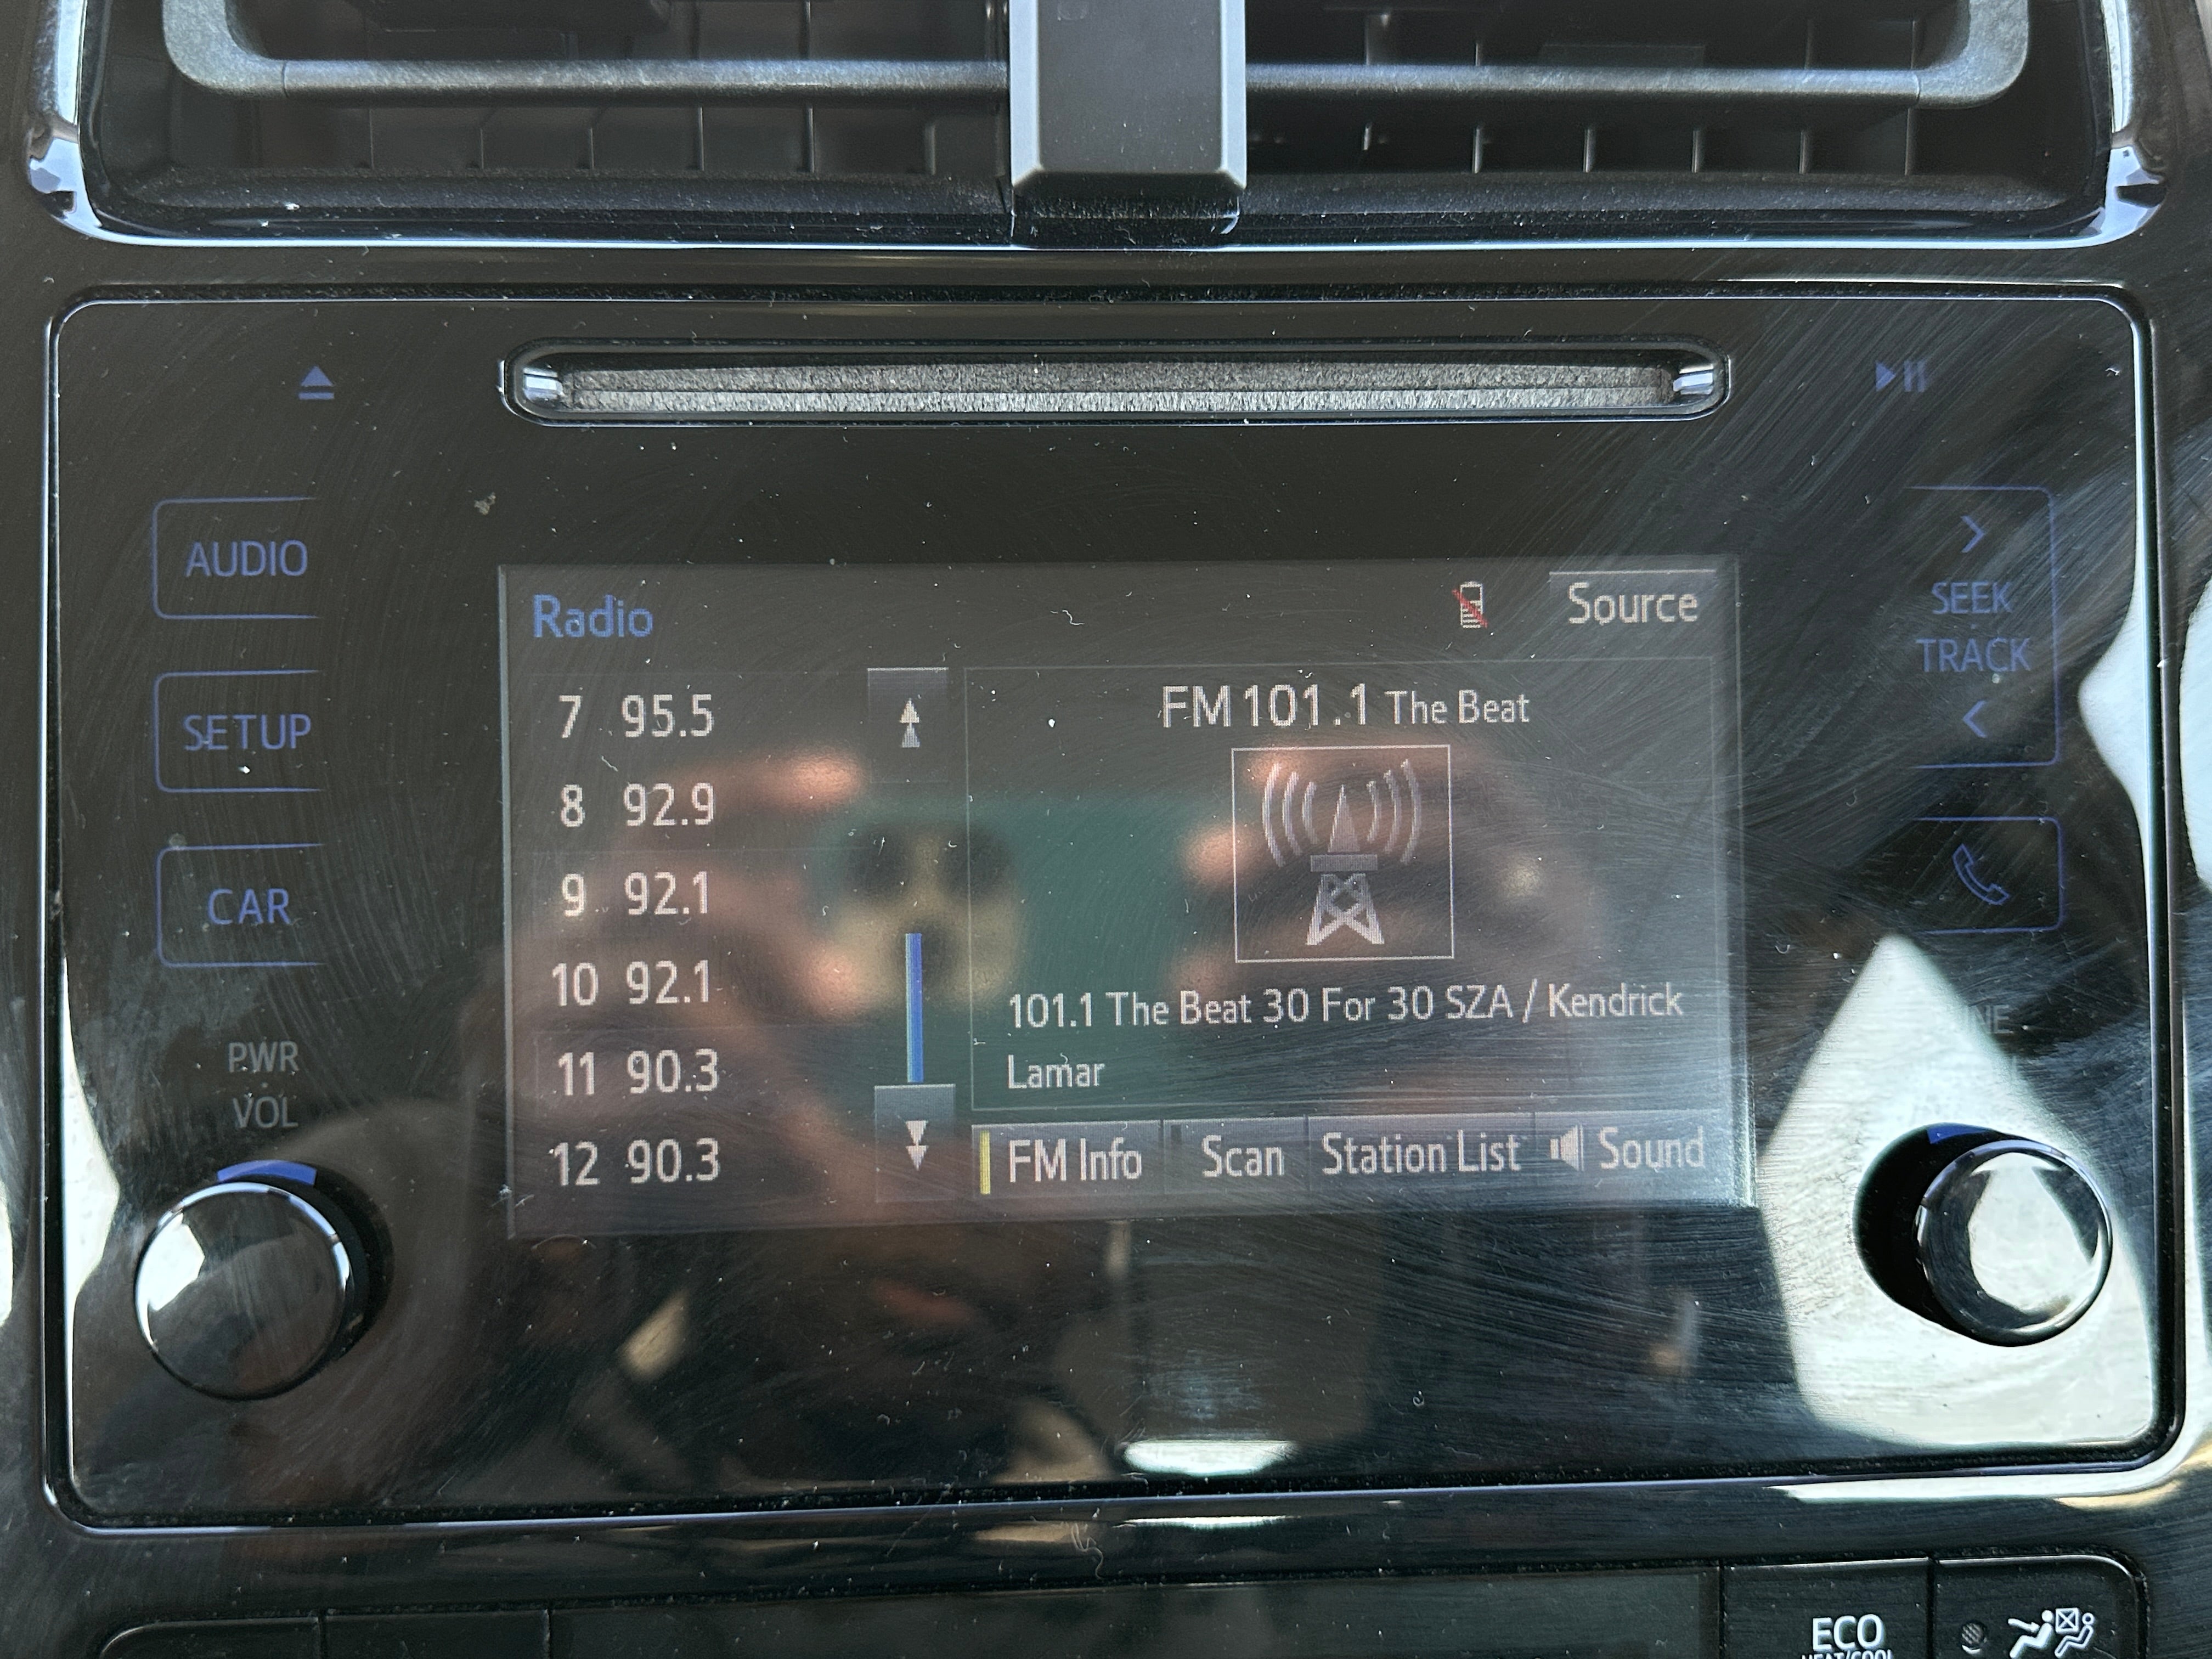 AUDIO
SETUP
CAR
PWR
VOL
Radio
Source
7 95.5
8 92.9
9 92.1
10 92.1
11 90.3
12 90.3
FM 101.1 The Beat
101.1 The Beat 30 For 30 SZA / Kendrick
Lamar
FM Info
Scan
Station List
Sound
SEEK
TRACK
ECO
HEAT/COOL